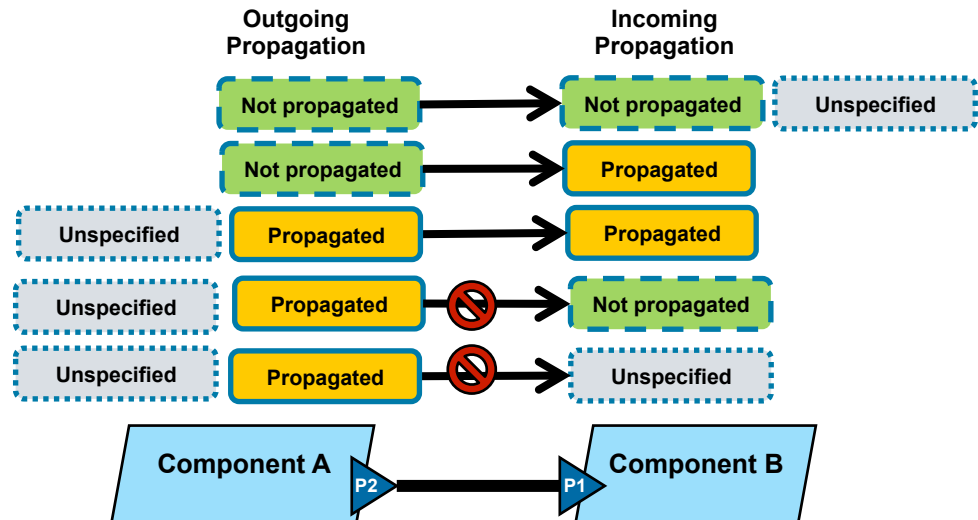 Outgoing Propagation
Incoming Propagation
Not propagated
Not propagated
Unspecified
Not propagated
Propagated
Unspecified
Propagated
Propagated
Unspecified
Propagated
Not propagated
Unspecified
Propagated
Unspecified
Component A
P2
P1
Component B